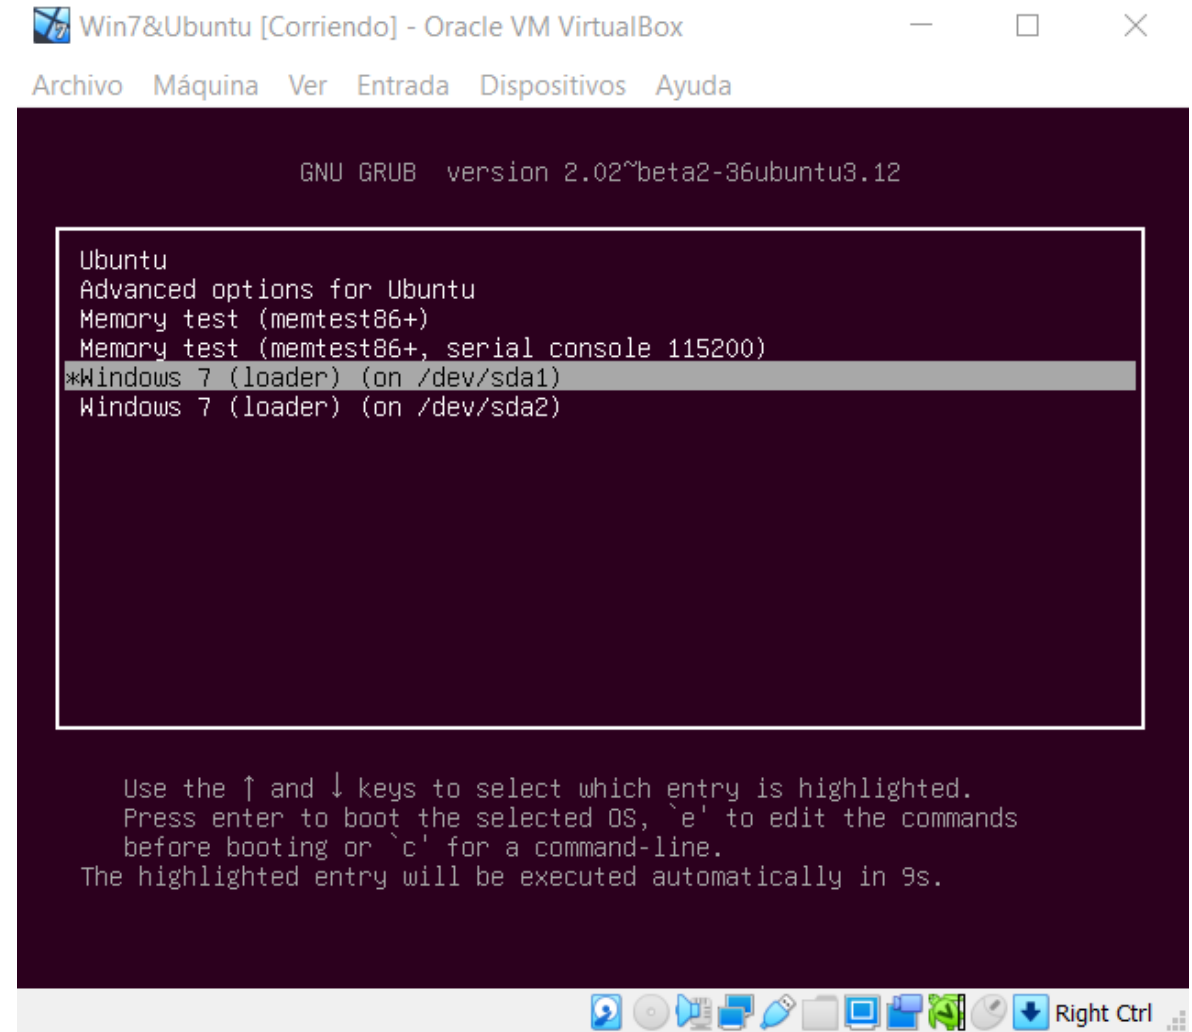 Win7&Ubuntu [Corriendo] - Oracle VM VirtualBox
Archivo Máquina Ver Entrada Dispositivos Ayuda
GNU GRUB version 2.02~beta2-36ubuntu3.12
Ubuntu
Advanced options for Ubuntu
Memory test (memtest86+)
Memory test (memtest86+, serial console 115200)
*Windows 7 (loader) (on /dev/sda1)
Windows 7 (loader) (on /dev/sda2)
Use the ↑ and ↓ keys to select which entry is highlighted.
Press enter to boot the selected OS, `e' to edit the commands
before booting or `c' for a command-line.
The highlighted entry will be executed automatically in 9s.
Right Ctrl